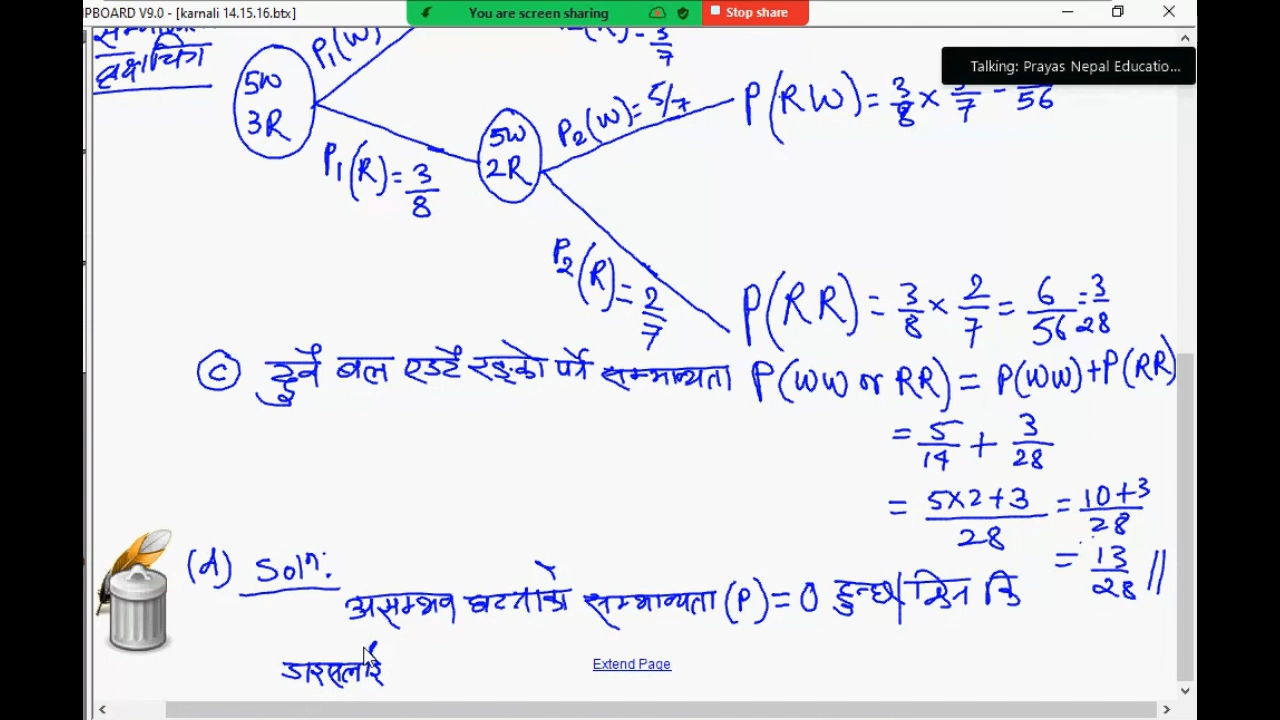 PBOARD V9.0 - [karnali 14.15.16.btx]
You are screen sharing
Stop share
Talking: Prayas Nepal Educatio...
P₁(W)
5W
3R
P₁(R) = 3/8
5W
2R
P₂(W) = 5/7
P(RW) = 3/8 ×
56
P₂(R) = 2/7
P(RR) = 3/8 × 2/7 = 6/56 = 3/28
(c) दुवै बल एउटै रङ्को पर्ने सम्भाव्यता P(WW or RR) = P(WW) + P(RR)
= 5/14 + 3/28
= 5×2+3/28 = 10+3/28
= 13/28 //
(d) Solⁿ:
असम्भव घटनाको सम्भाव्यता (P) = 0 हुन्छ। किन कि
डाइसलाई
Extend Page